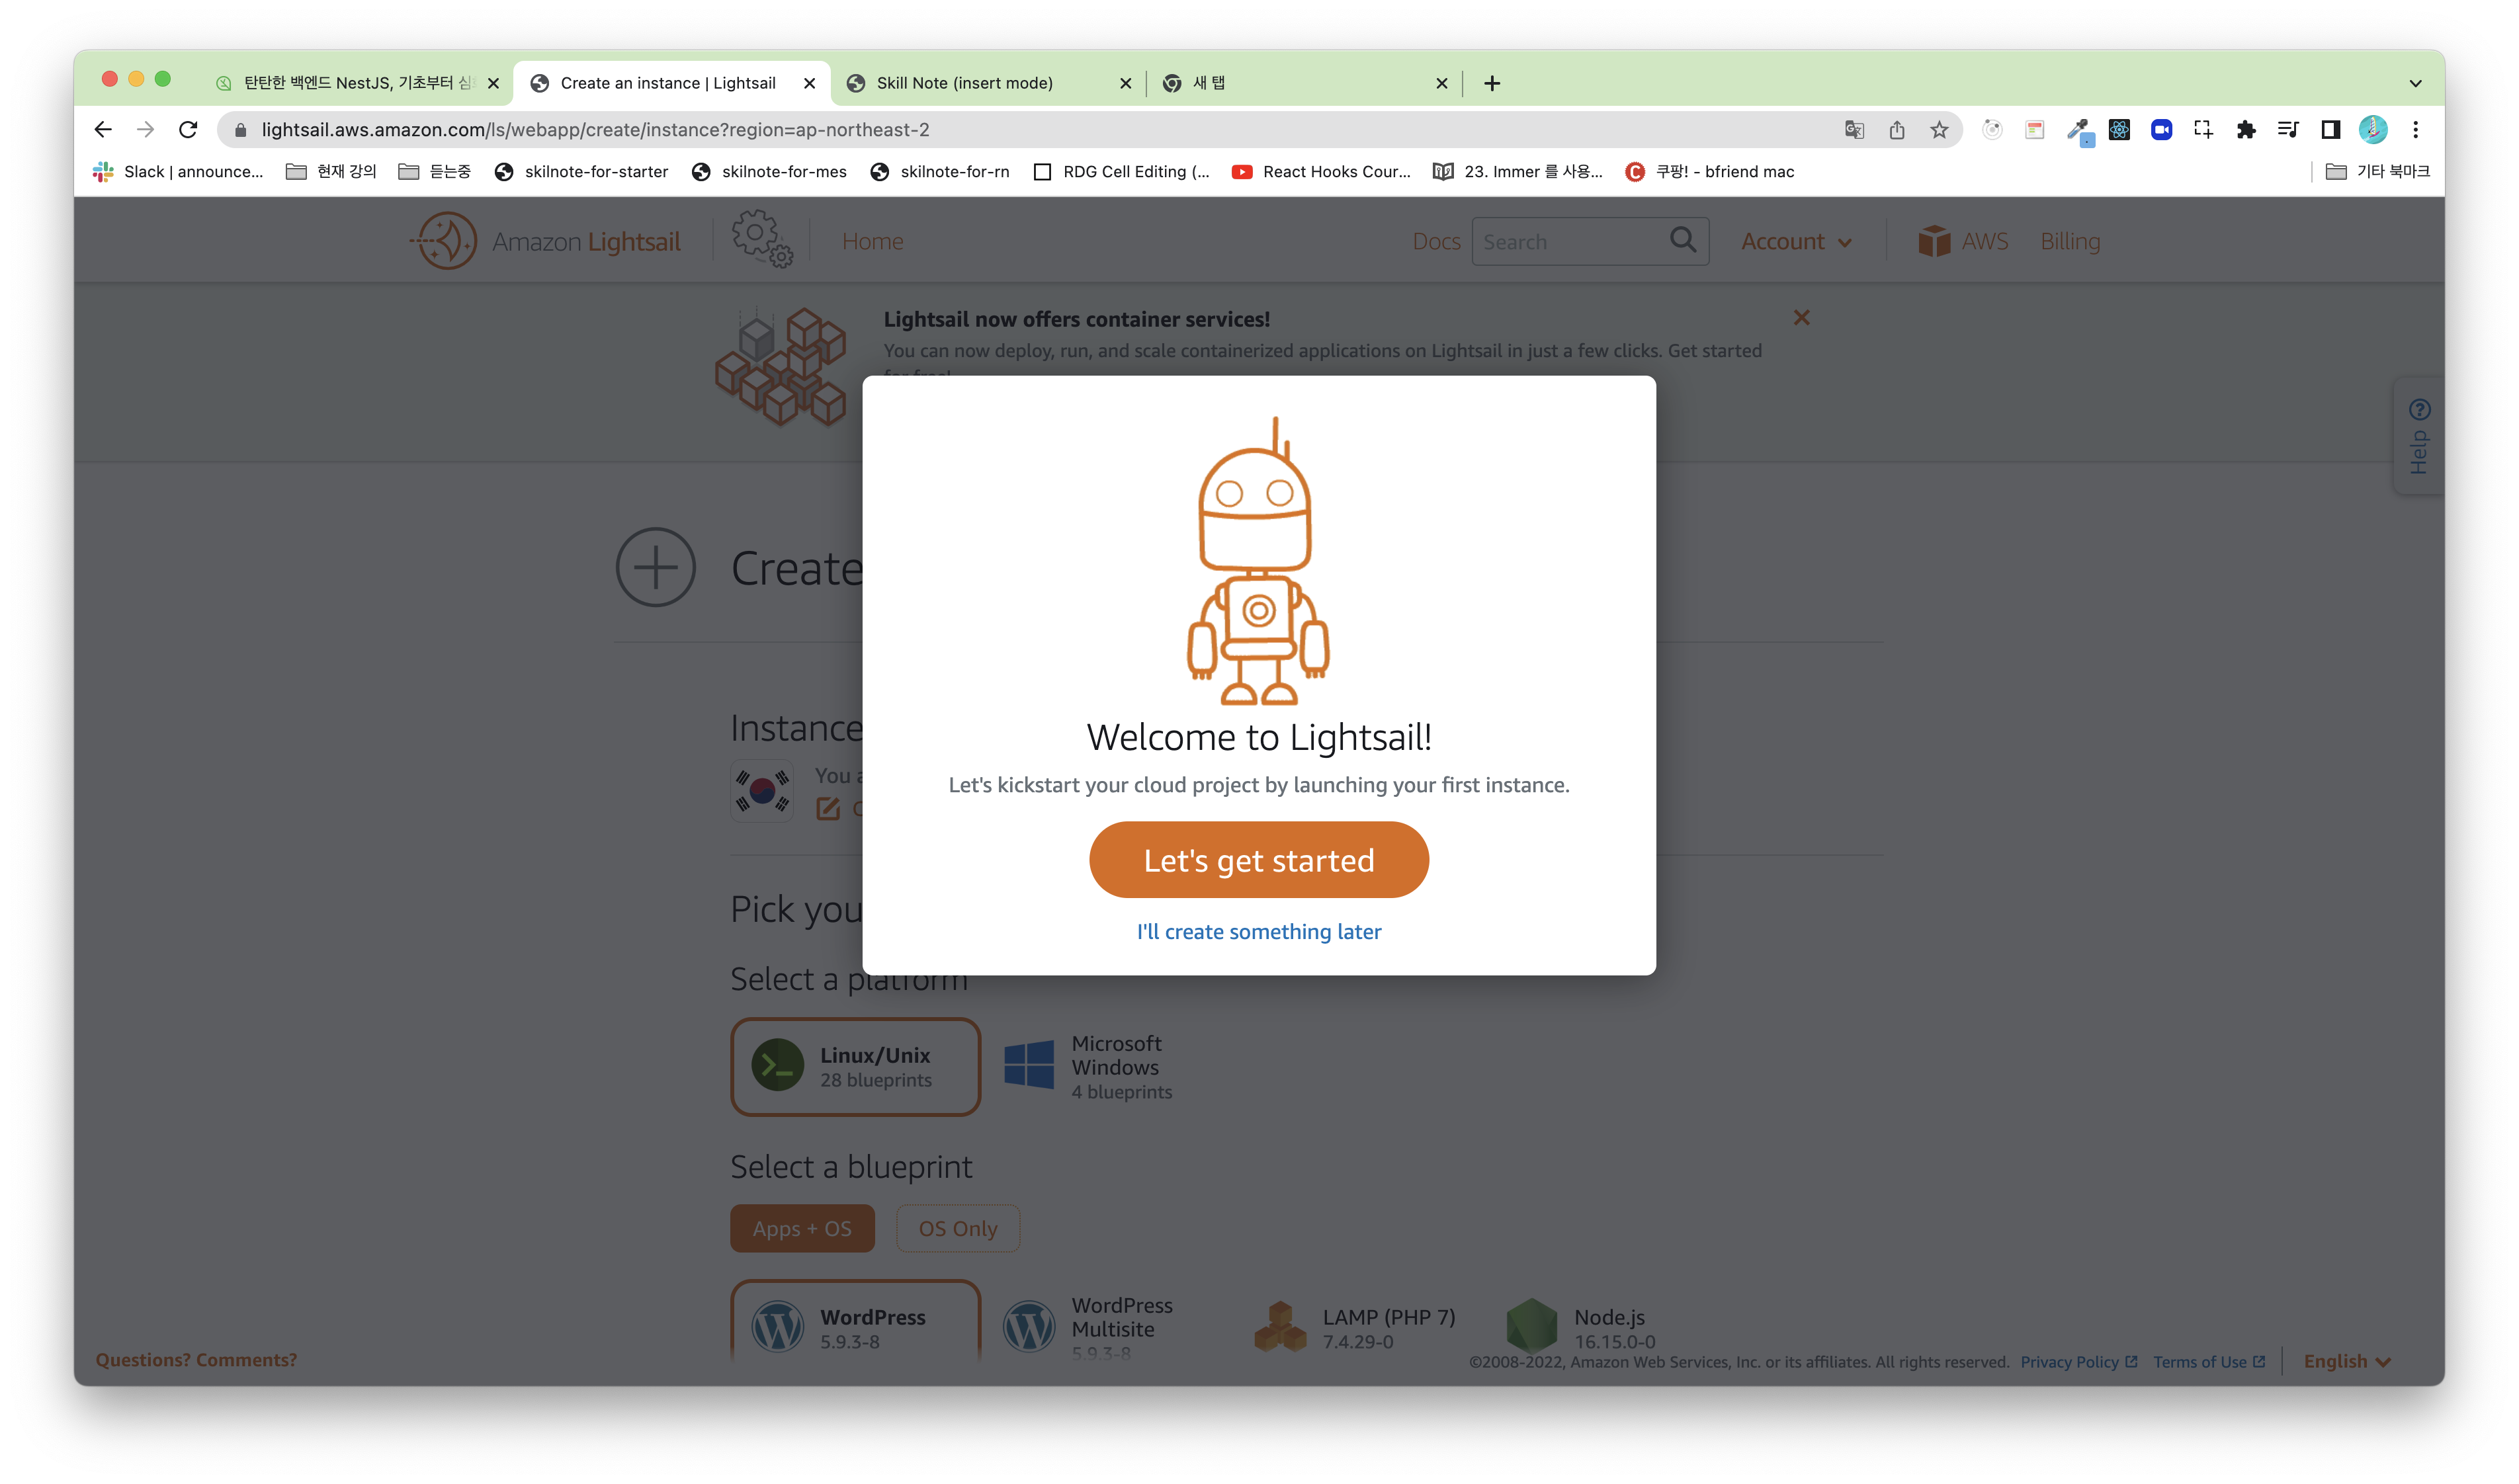 탄탄한 백엔드 NestJS, 기초부터 심
Create an instance | Lightsail
Skill Note (insert mode)
새 탭
lightsail.aws.amazon.com/ls/webapp/create/instance?region=ap-northeast-2
Slack | announce...
현재 강의
듣는중
skilnote-for-starter
skilnote-for-mes
skilnote-for-rn
RDG Cell Editing (...
React Hooks Cour...
23. Immer 를 사용...
쿠팡! - bfriend mac
기타 북마크
Amazon Lightsail
Home
Docs
Search
Account
AWS
Billing
Lightsail now offers container services!
You can now deploy, run, and scale containerized applications on Lightsail in just a few clicks. Get started
for free!
Help
Create
Welcome to Lightsail!
Let's kickstart your cloud project by launching your first instance.
Let's get started
I'll create something later
Instance
You a
Pick you
Select a platform
Linux/Unix
28 blueprints
Microsoft
Windows
4 blueprints
Select a blueprint
Apps + OS
OS Only
WordPress
5.9.3-8
WordPress
Multisite
5.9.3-8
LAMP (PHP 7)
7.4.29-0
Node.js
16.15.0-0
Questions? Comments?
©2008-2022, Amazon Web Services, Inc. or its affiliates. All rights reserved.
Privacy Policy
Terms of Use
English